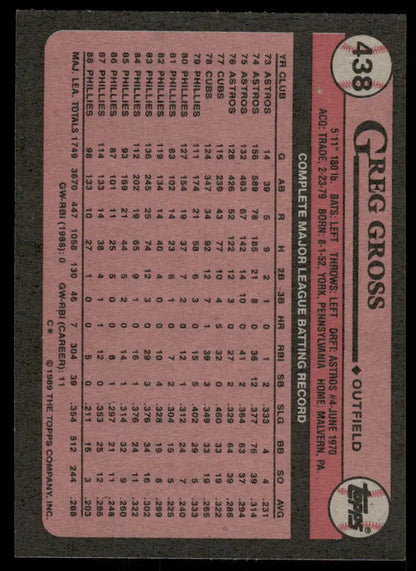 438
GREG GROSS ◆ OUTFIELD
topps
5'11" 180 lb. BATS: LEFT THROWS: LEFT DRFT: ASTROS #4-JUNE 1970
ACQ: TRADE, 2-23-79 BORN: 8-1-52, YORK, PENNSYLVANIA HOME: MALVERN, PA.
COMPLETE MAJOR LEAGUE BATTING RECORD
YR CLUB G AB R H 2B 3B HR RBI SB SLG BB SO AVG
73 ASTROS 14 39 5 9 2 1 0 1 2 .333 4 4 .231
74 ASTROS 156 589 78 185 21 8 0 36 12 .377 76 39 .314
75 ASTROS 132 483 67 142 14 10 0 41 2 .364 63 37 .294
76 ASTROS 128 426 52 122 12 3 0 27 2 .329 64 39 .286
77 CUBS 115 239 43 77 10 4 5 32 0 .460 33 19 .322
78 CUBS 124 347 34 92 12 7 1 39 3 .349 33 19 .265
79 PHILLIES 111 174 21 58 6 3 0 15 5 .402 29 5 .333
80 PHILLIES 127 154 19 37 7 2 0 12 1 .312 24 7 .240
81 PHILLIES 83 102 14 23 6 1 0 7 2 .304 15 5 .225
82 PHILLIES 119 134 14 40 4 0 0 10 4 .328 19 8 .299
83 PHILLIES 136 245 25 74 12 3 0 29 3 .376 34 16 .302
84 PHILLIES 112 202 19 65 9 1 0 16 1 .376 24 11 .322
85 PHILLIES 93 169 21 44 5 2 0 14 1 .314 32 9 .260
86 PHILLIES 87 101 11 25 5 0 0 8 1 .297 21 11 .248
87 PHILLIES 114 133 14 38 4 1 1 12 0 .353 25 12 .286
88 PHILLIES 98 133 10 27 1 0 0 5 0 .211 16 3 .203
MAJ. LEA. TOTALS 1749 3670 447 1058 130 46 7 304 39 .354 512 244 .288
GW-RBI (1988): 0 GW-RBI (CAREER): 11
C* © 1989 THE TOPPS COMPANY, INC.